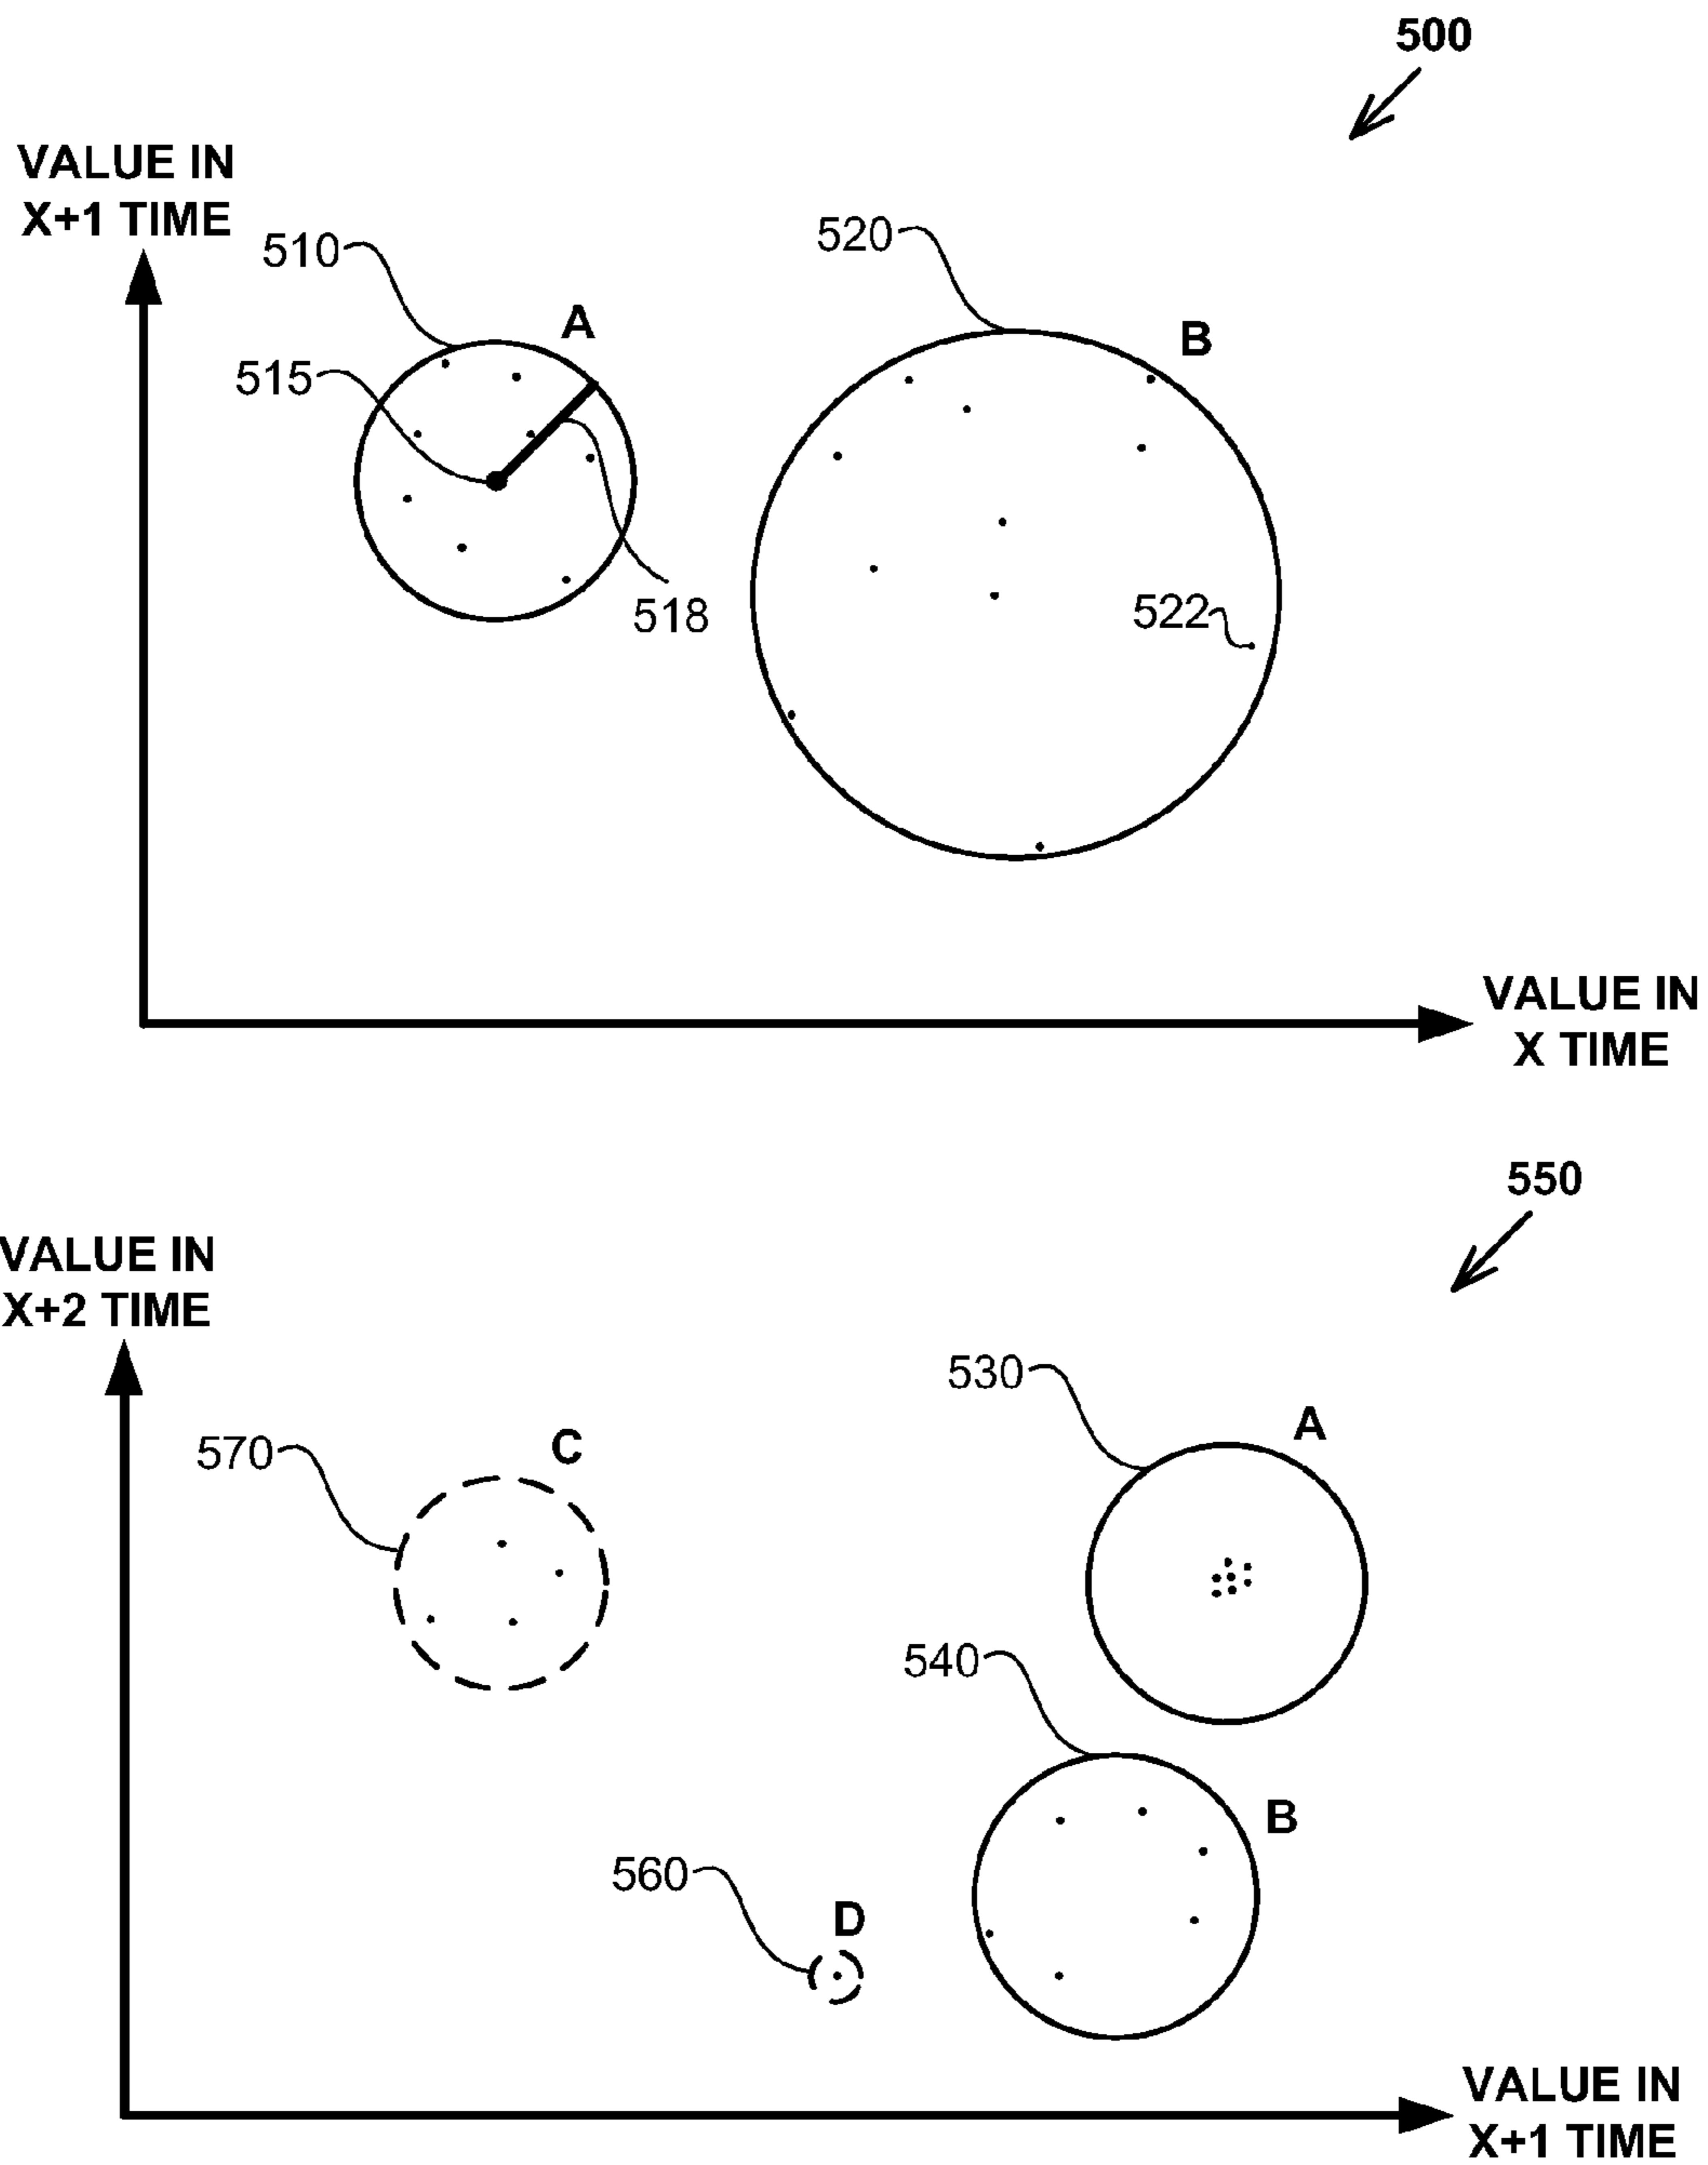 500
VALUE IN
X+1 TIME
510
520
A
B
515
518
522
VALUE IN
X TIME
550
VALUE IN
X+2 TIME
530
A
570
C
540
B
560
D
VALUE IN
X+1 TIME